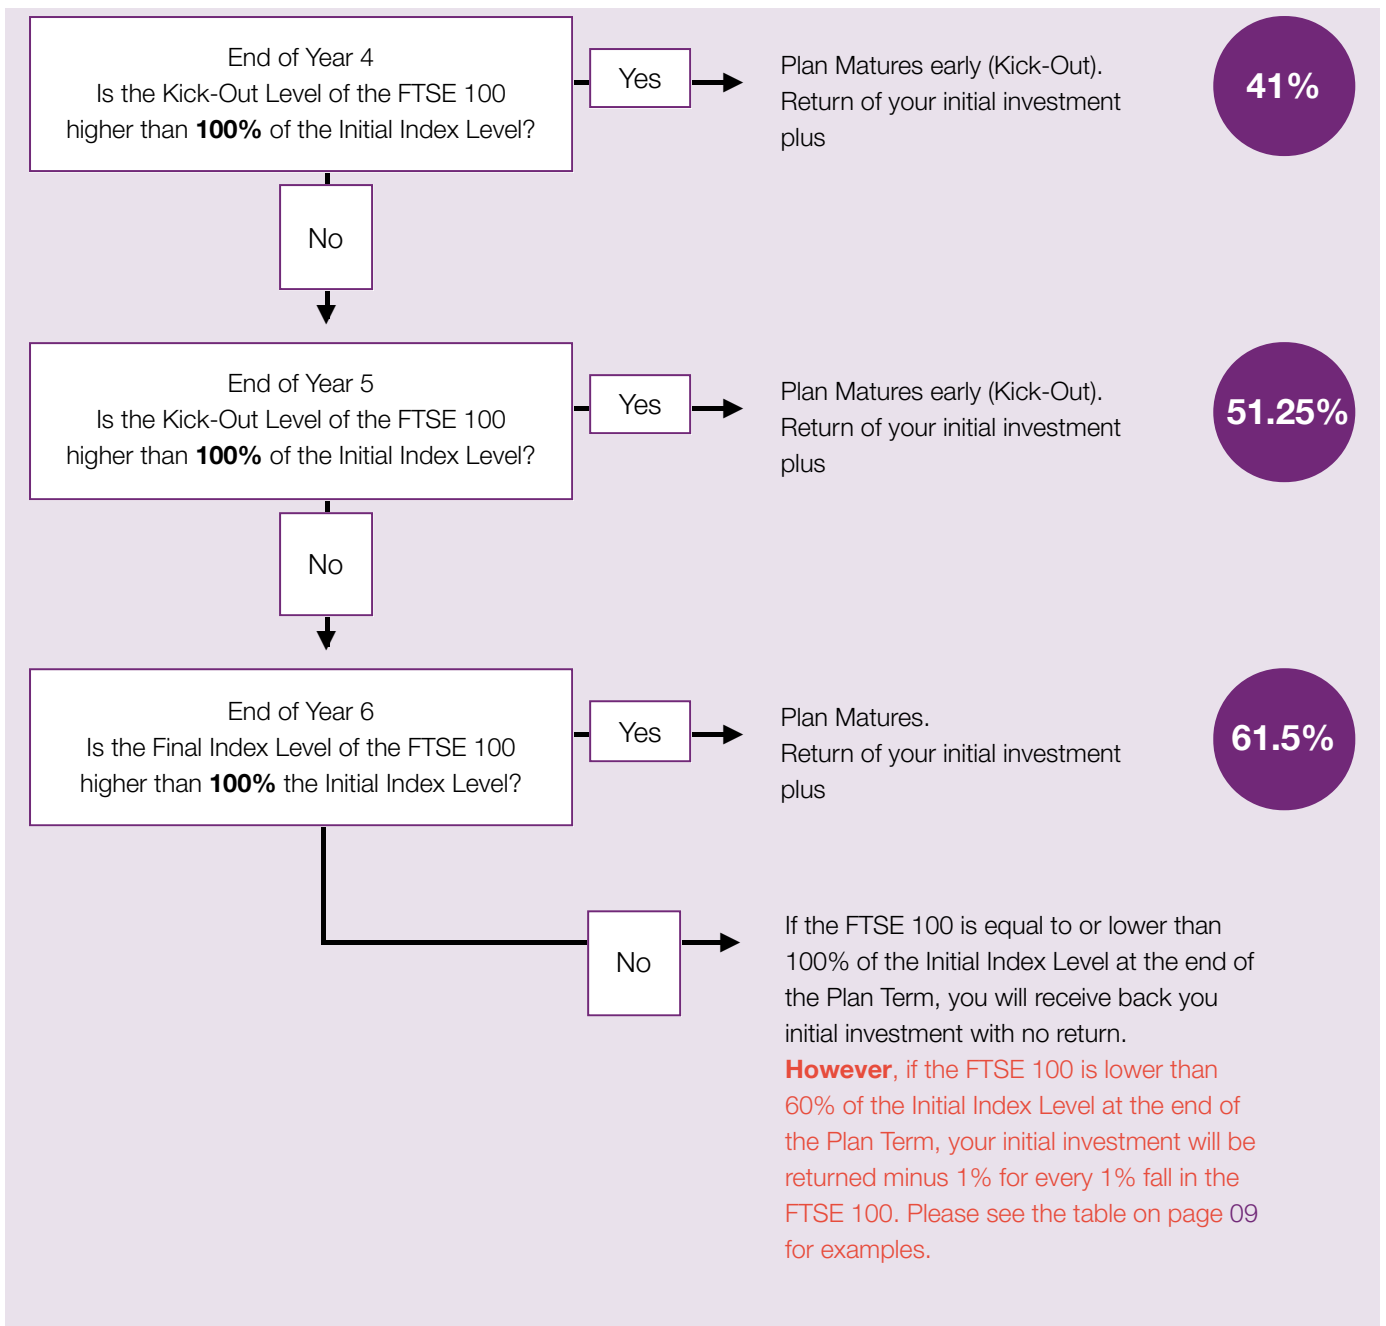 End of Year 4
Is the Kick-Out Level of the FTSE 100
higher than 100% of the Initial Index Level?
Yes
Plan Matures early (Kick-Out).
Return of your initial investment
plus
41%
No
End of Year 5
Is the Kick-Out Level of the FTSE 100
higher than 100% of the Initial Index Level?
Yes
Plan Matures early (Kick-Out).
Return of your initial investment
plus
51.25%
No
End of Year 6
Is the Final Index Level of the FTSE 100
higher than 100% the Initial Index Level?
Yes
Plan Matures.
Return of your initial investment
plus
61.5%
No
If the FTSE 100 is equal to or lower than
100% of the Initial Index Level at the end of
the Plan Term, you will receive back you
initial investment with no return.
However, if the FTSE 100 is lower than
60% of the Initial Index Level at the end of
the Plan Term, your initial investment will be
returned minus 1% for every 1% fall in the
FTSE 100. Please see the table on page 09
for examples.